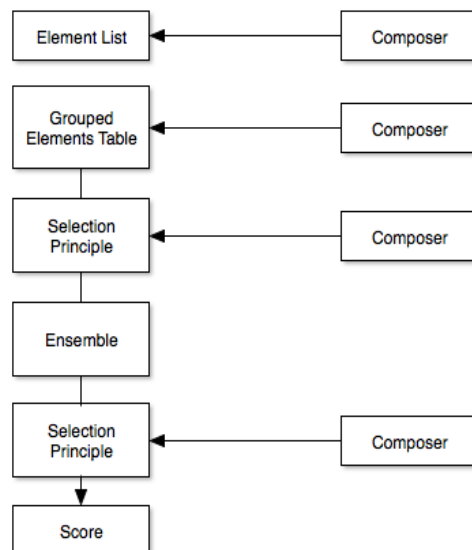 Element List
Composer
Grouped
Elements Table
Composer
Selection
Principle
Composer
Ensemble
Selection
Principle
Composer
Score